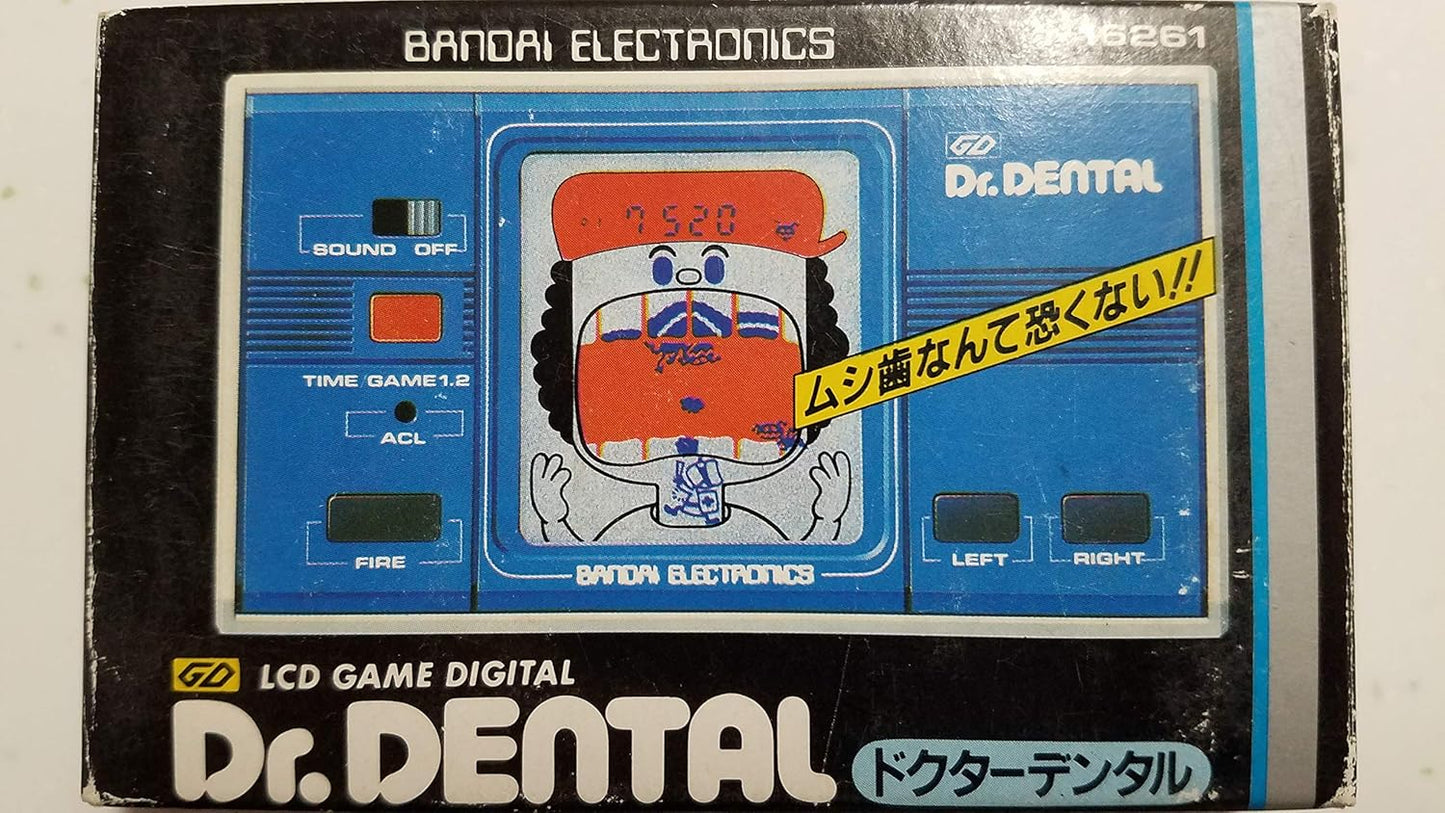 BANDAI ELECTRONICS
16261
GD
Dr.DENTAL
SOUND OFF
7520
ムシ歯なんて恐くない!!
TIME/GAME1.2
ACL
FIRE
LEFT
RIGHT
BANDAI ELECTRONICS
GD LCD GAME DIGITAL
Dr.DENTAL
ドクターデンタル